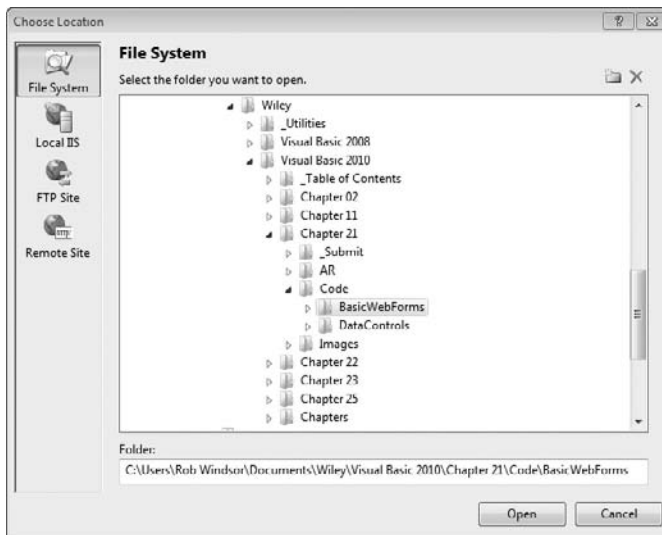 Choose Location
File System
Select the folder you want to open.
File System
Local IIS
FTP Site
Remote Site
Wiley
_Utilities
Visual Basic 2008
Visual Basic 2010
_Table of Contents
Chapter 02
Chapter 11
Chapter 21
_Submit
AR
Code
BasicWebForms
DataControls
Images
Chapter 22
Chapter 23
Chapter 25
Chapters
Folder:
C:\Users\Rob Windsor\Documents\Wiley\Visual Basic 2010\Chapter 21\Code\BasicWebForms
Open
Cancel